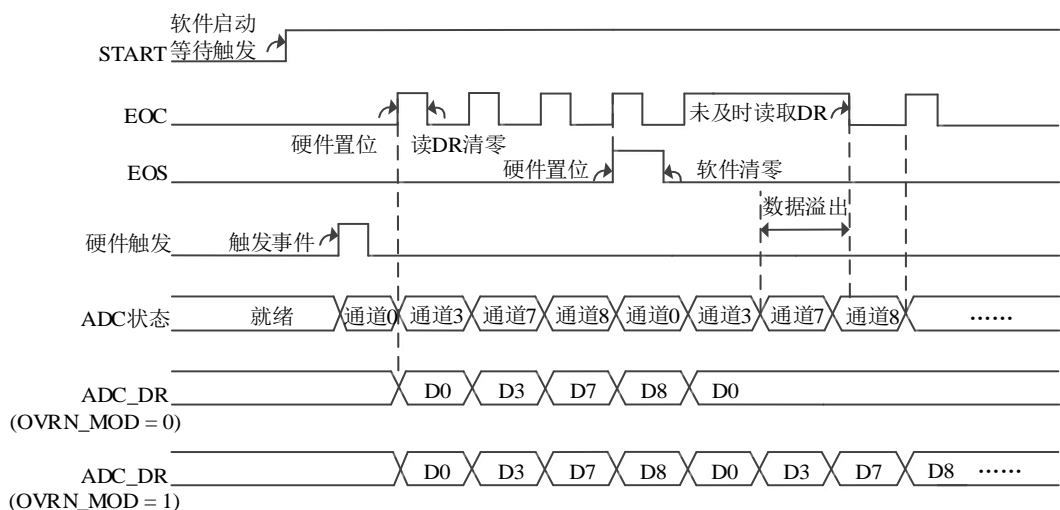 软件启动
START 等待触发
EOC
未及时读取DR
硬件置位 读DR清零
EOS
硬件置位 软件清零
数据溢出
硬件触发 触发事件
ADC状态 就绪 通道0 通道3 通道7 通道8 通道0 通道3 通道7 通道8 ······
ADC_DR D0 D3 D7 D8 D0
(OVRN_MOD = 0)
ADC_DR D0 D3 D7 D8 D0 D3 D7 D8 ······
(OVRN_MOD = 1)